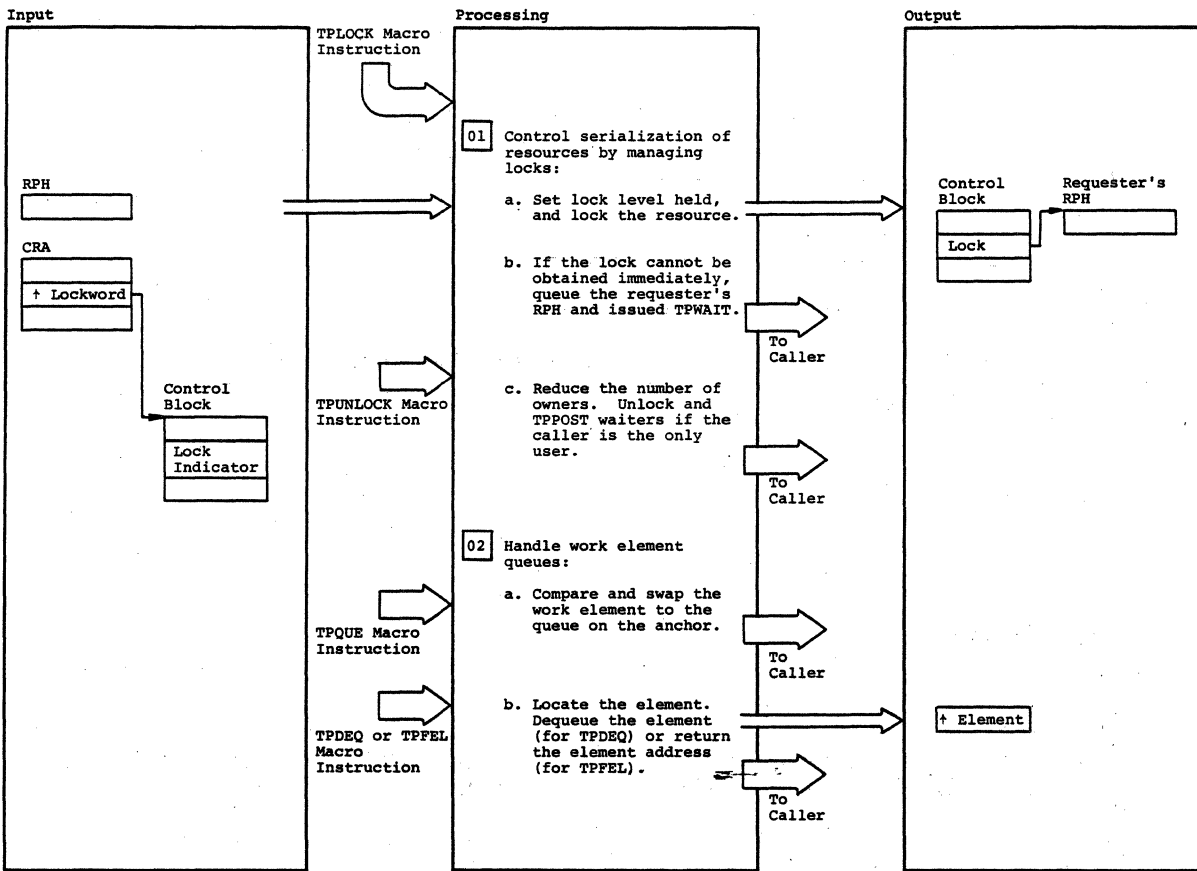 Input
Processing
Output
TPLOCK Macro
Instruction
01 Control serialization of
resources by managing
locks:
RPH
a. Set lock level held,
and lock the resource.
Control
Block
Requester's
RPH
Lock
CRA
↑ Lockword
b. If the lock cannot be
obtained immediately,
queue the requester's
RPH and issued TPWAIT.
To
Caller
Control
Block
Lock
Indicator
TPUNLOCK Macro
Instruction
c. Reduce the number of
owners. Unlock and
TPPOST waiters if the
caller is the only
user.
To
Caller
02 Handle work element
queues:
a. Compare and swap the
work element to the
queue on the anchor.
TPQUE Macro
Instruction
To
Caller
b. Locate the element.
Dequeue the element
(for TPDEQ) or return
the element address
(for TPFEL).
TPDEQ or TPFEL
Macro
Instruction
↑ Element
To
Caller